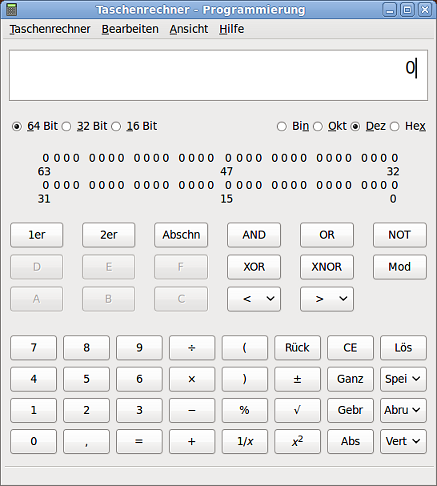 Taschenrechner - Programmierung
Taschenrechner Bearbeiten Ansicht Hilfe
0
64 Bit 32 Bit 16 Bit Bin Okt Dez Hex
0000 0000 0000 0000 0000 0000 0000 0000
63 47 32
0000 0000 0000 0000 0000 0000 0000 0000
31 15 0
1er 2er Abschn AND OR NOT
D E F XOR XNOR Mod
A B C < >
7 8 9 ÷ ( Rück CE Lös
4 5 6 × ) ± Ganz Spei
1 2 3 − % √ Gebr Abru
0 , = + 1/x x² Abs Vert